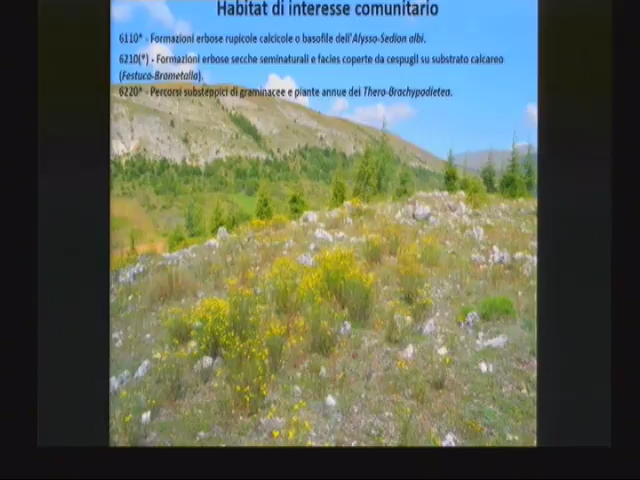 Habitat di interesse comunitario
6110* - Formazioni erbose rupicole calcicole o basofile dell'Alysso-Sedion albi.
6210(*) - Formazioni erbose secche seminaturali e facies coperte da cespugli su substrato calcareo
(Festuco-Brometalia).
6220* - Percorsi substeppici di graminacee e piante annue dei Thero-Brachypodietea.